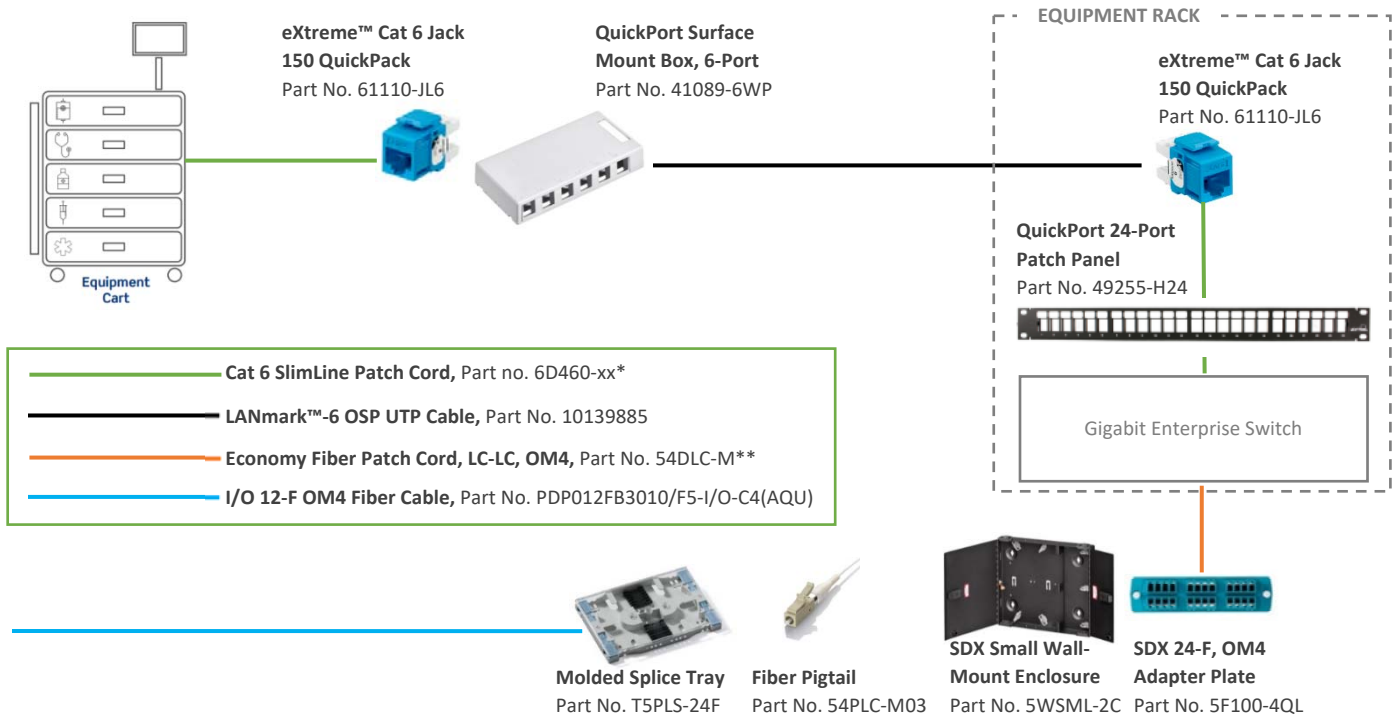 EQUIPMENT RACK
eXtreme™ Cat 6 Jack
150 QuickPack
Part No. 61110-JL6
QuickPort Surface
Mount Box, 6-Port
Part No. 41089-6WP
eXtreme™ Cat 6 Jack
150 QuickPack
Part No. 61110-JL6
Equipment
Cart
QuickPort 24-Port
Patch Panel
Part No. 49255-H24
Cat 6 SlimLine Patch Cord, Part no. 6D460-xx*
LANmark™-6 OSP UTP Cable, Part No. 10139885
Economy Fiber Patch Cord, LC-LC, OM4, Part No. 54DLC-M**
I/O 12-F OM4 Fiber Cable, Part No. PDP012FB3010/F5-I/O-C4(AQU)
Gigabit Enterprise Switch
Molded Splice Tray
Part No. T5PLS-24F
Fiber Pigtail
Part No. 54PLC-M03
SDX Small Wall-
Mount Enclosure
Part No. 5WSML-2C
SDX 24-F, OM4
Adapter Plate
Part No. 5F100-4QL